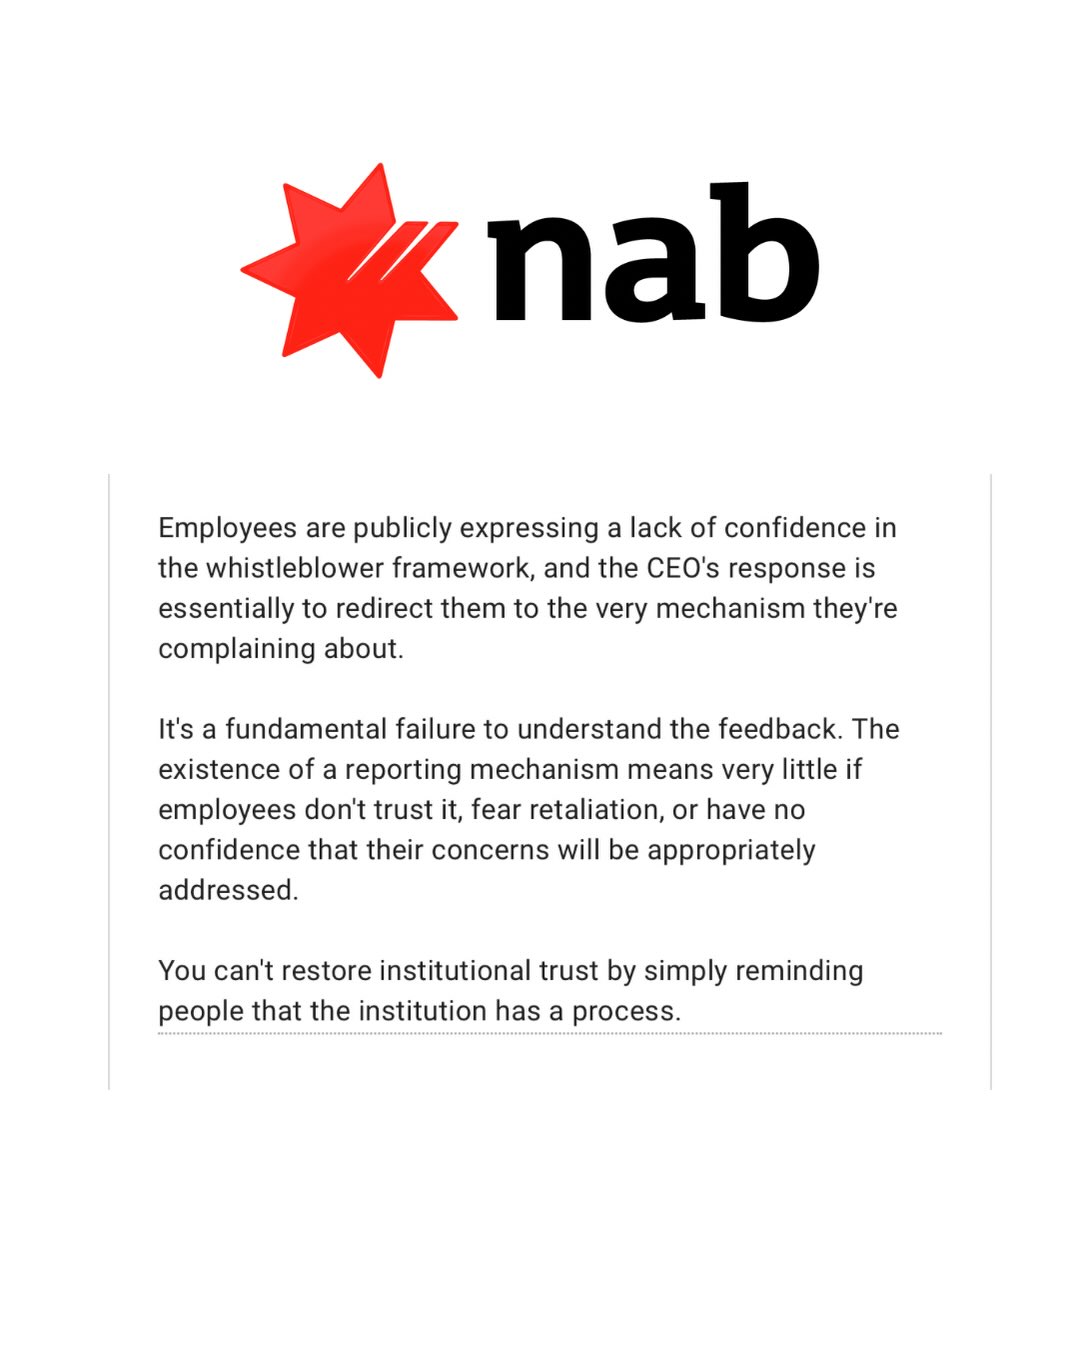 nab
Employees are publicly expressing a lack of confidence in
the whistleblower framework, and the CEO's response is
essentially to redirect them to the very mechanism they're
complaining about.
It's a fundamental failure to understand the feedback. The
existence of a reporting mechanism means very little if
employees don't trust it, fear retaliation, or have no
confidence that their concerns will be appropriately
addressed.
You can't restore institutional trust by simply reminding
people that the institution has a process.